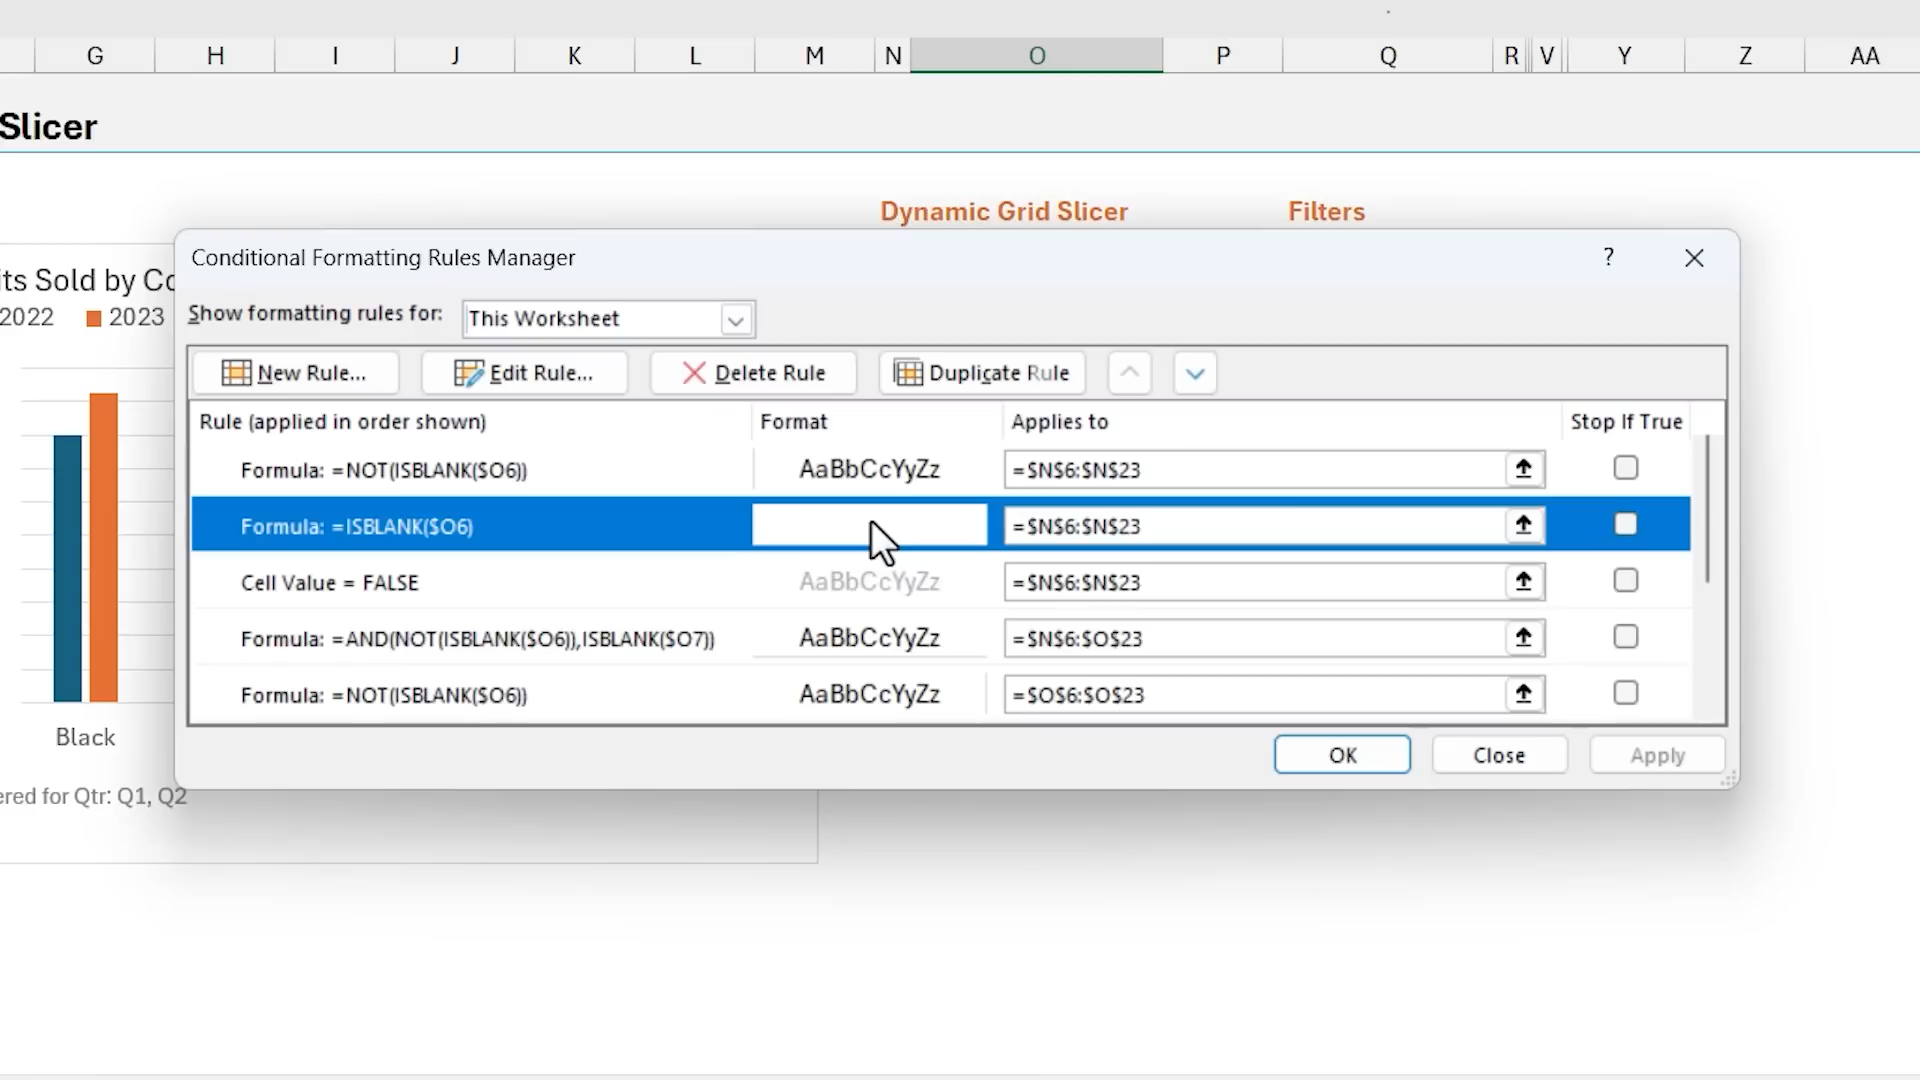 G H I J K L M N O P Q R V Y Z AA
Slicer
Dynamic Grid Slicer Filters
Conditional Formatting Rules Manager ?
its Sold by Co
2022 2023
Show formatting rules for: This Worksheet
New Rule... Edit Rule... Delete Rule Duplicate Rule
Rule (applied in order shown) Format Applies to Stop If True
Formula: =NOT(ISBLANK($O6)) AaBbCcYyZz =$N$6:$N$23
Formula: =ISBLANK($O6) =$N$6:$N$23
Cell Value = FALSE AaBbCcYyZz =$N$6:$N$23
Formula: =AND(NOT(ISBLANK($O6)),ISBLANK($O7)) AaBbCcYyZz =$N$6:$O$23
Formula: =NOT(ISBLANK($O6)) AaBbCcYyZz =$O$6:$O$23
Black
OK Close Apply
ered for Qtr: Q1, Q2